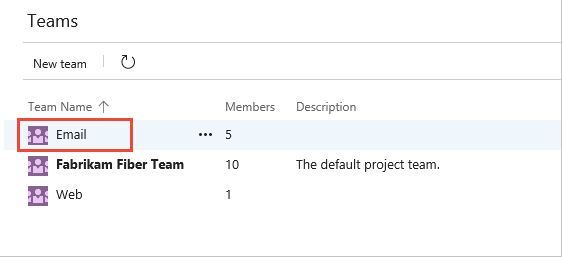 Teams
New team
Team Name Members Description
Email ••• 5
Fabrikam Fiber Team 10 The default project team.
Web 1